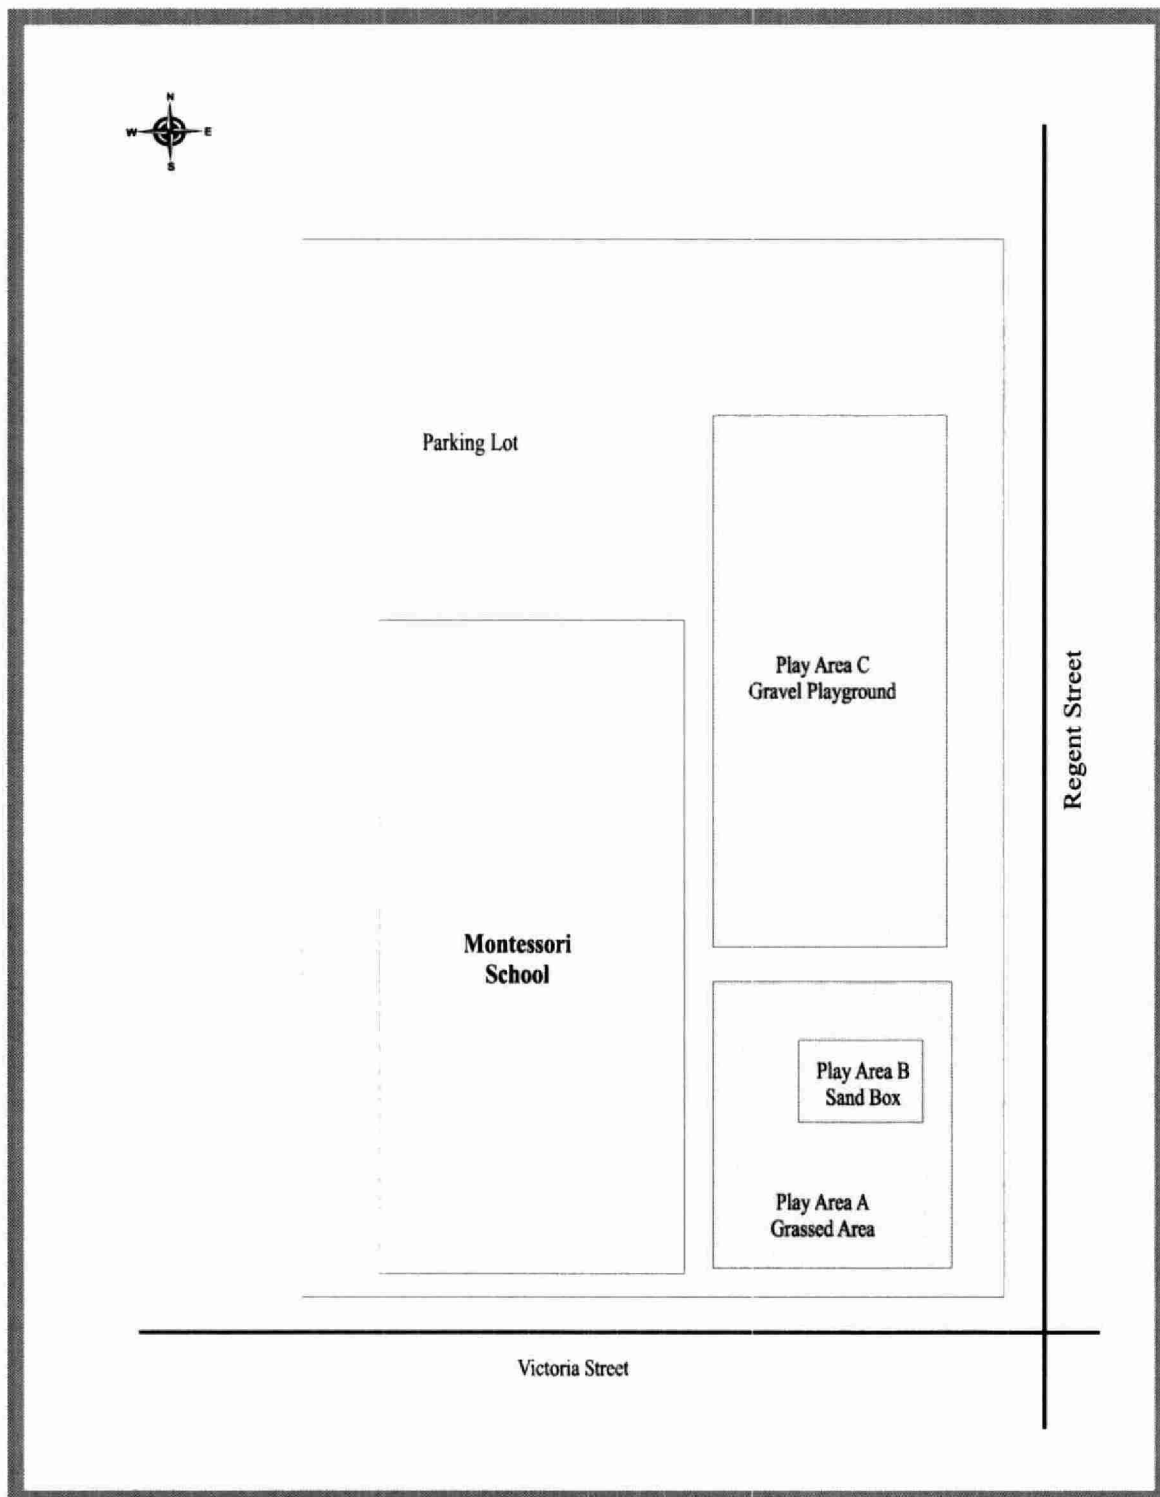 N
W E
S
Parking Lot
Play Area C
Gravel Playground
Regent Street
Montessori
School
Play Area B
Sand Box
Play Area A
Grassed Area
Victoria Street